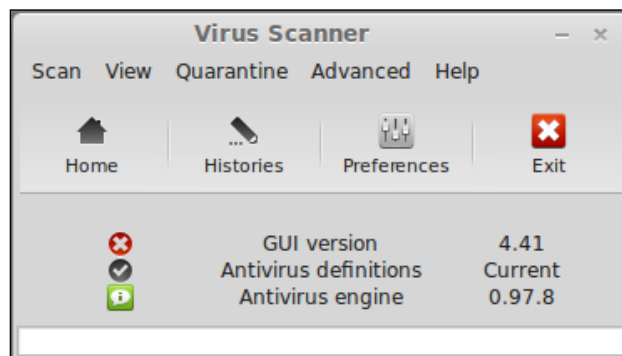 Virus Scanner
Scan View Quarantine Advanced Help
Home Histories Preferences Exit
GUI version 4.41
Antivirus definitions Current
Antivirus engine 0.97.8